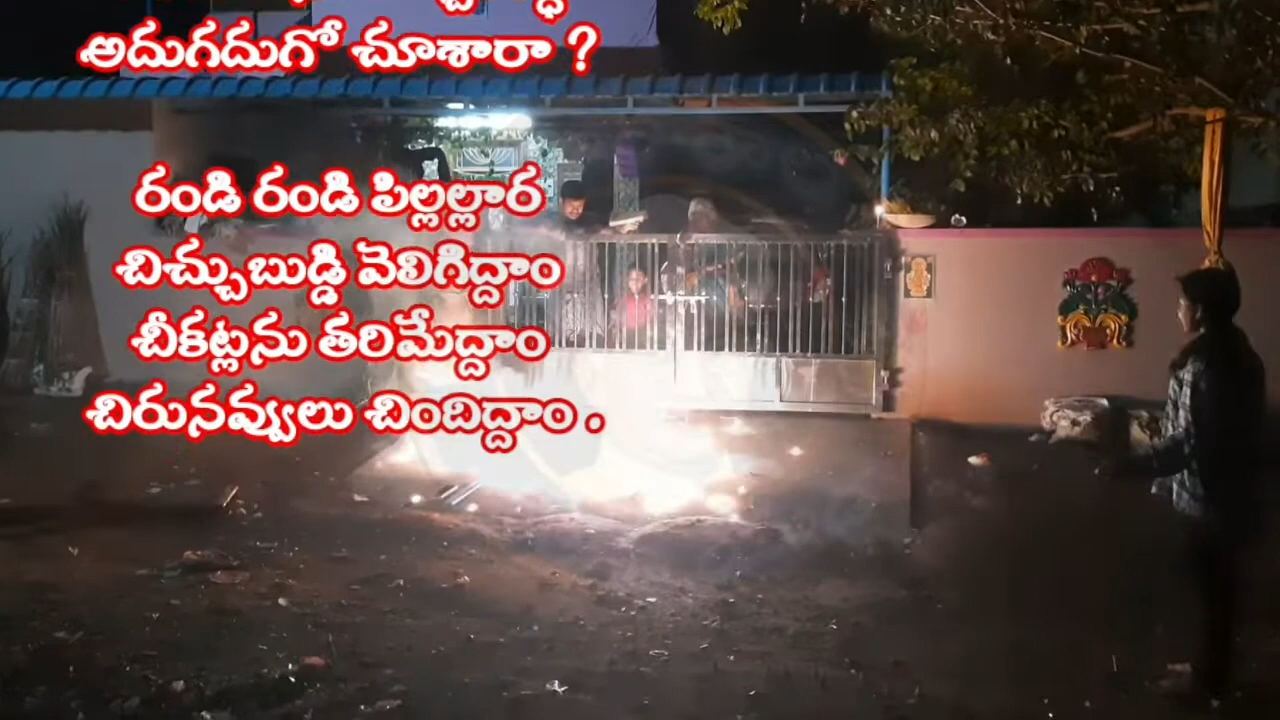 అదుగదుగో చూశారా ?
రండి రండి పిల్లల్లార
చిచ్చుబుడ్డి వెలిగిద్దాం
చీకట్లను తరిమేద్దాం
చిరునవ్వులు చిందిద్దాం .